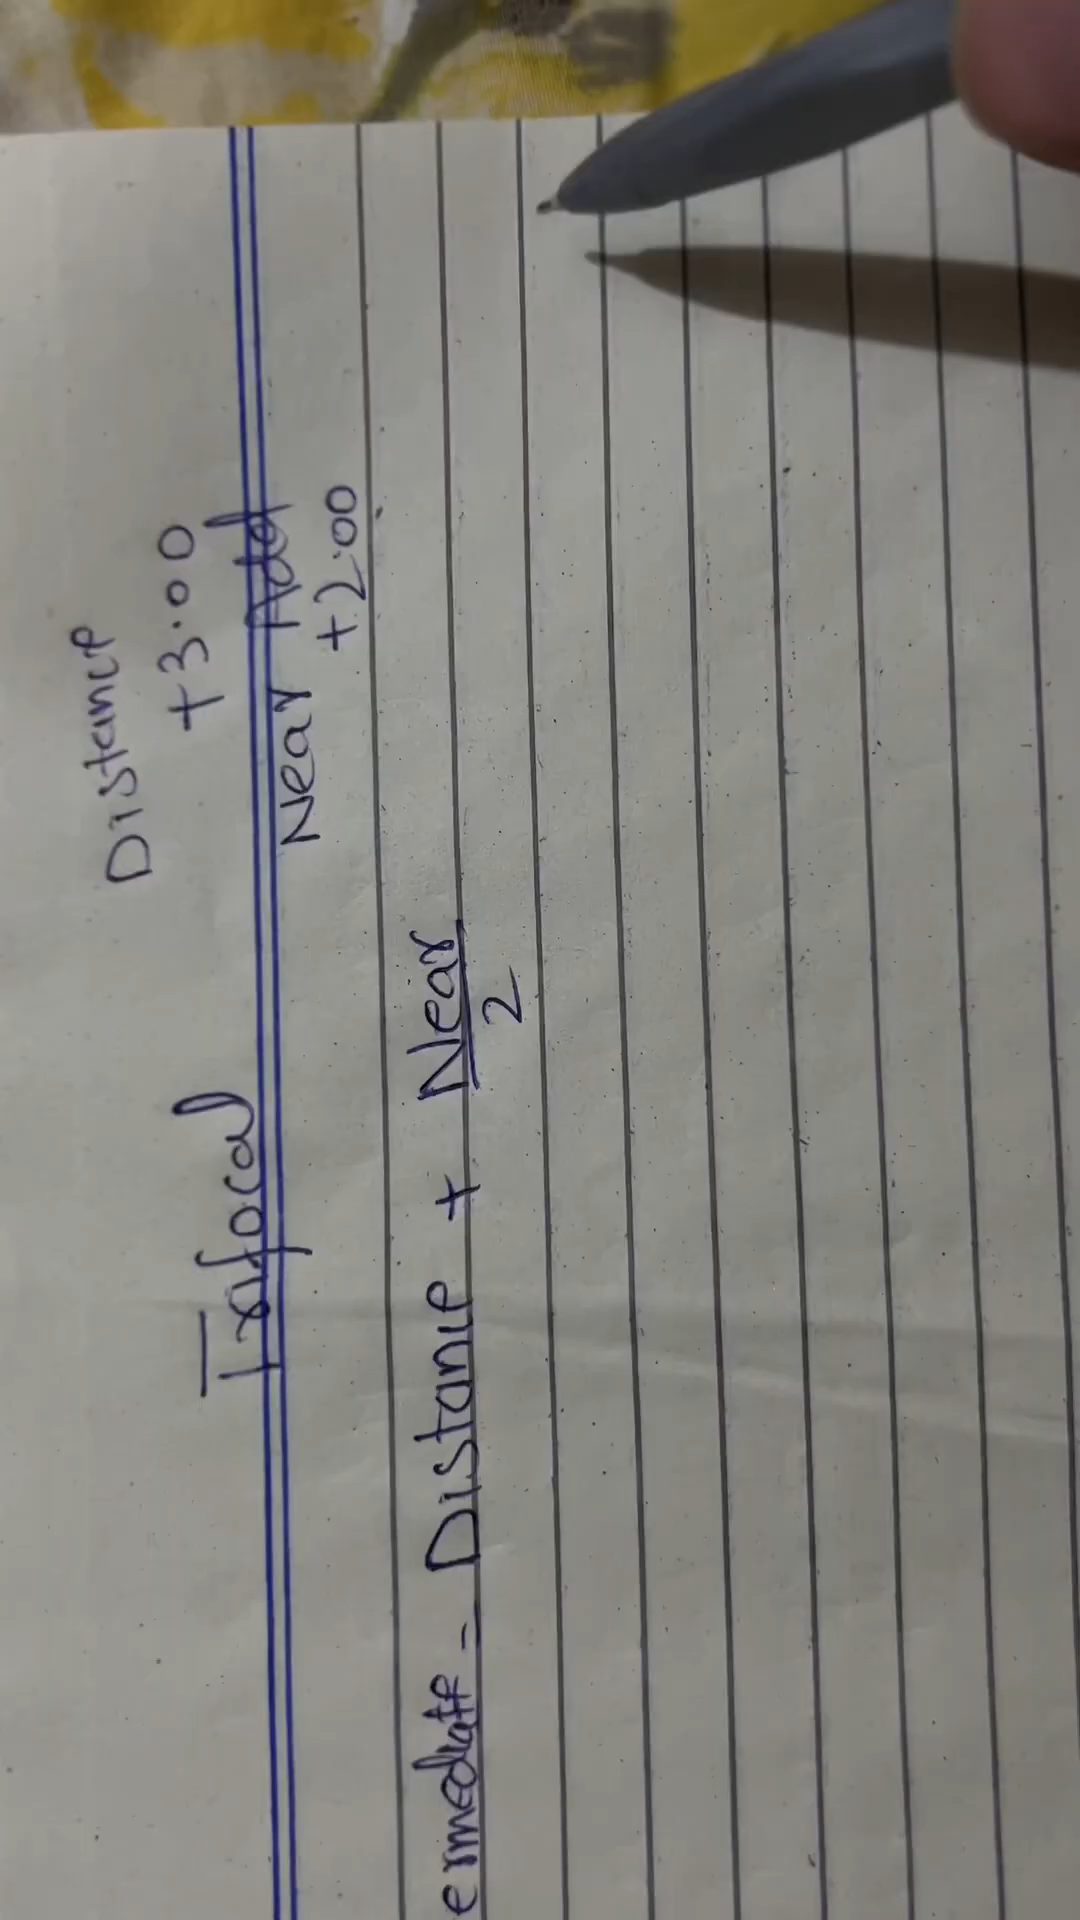 Distance
+3.00
Trifocal
Near Add
+2.00
ermediate = Distance + Near
2